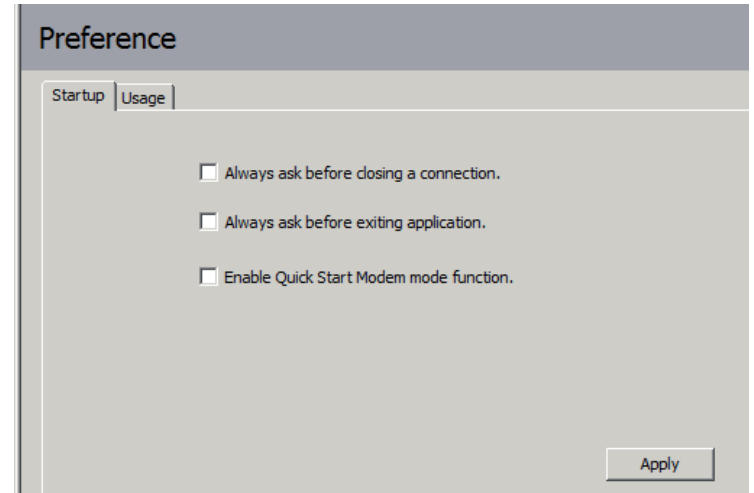 Preference
Startup Usage
Always ask before closing a connection.
Always ask before exiting application.
Enable Quick Start Modem mode function.
Apply